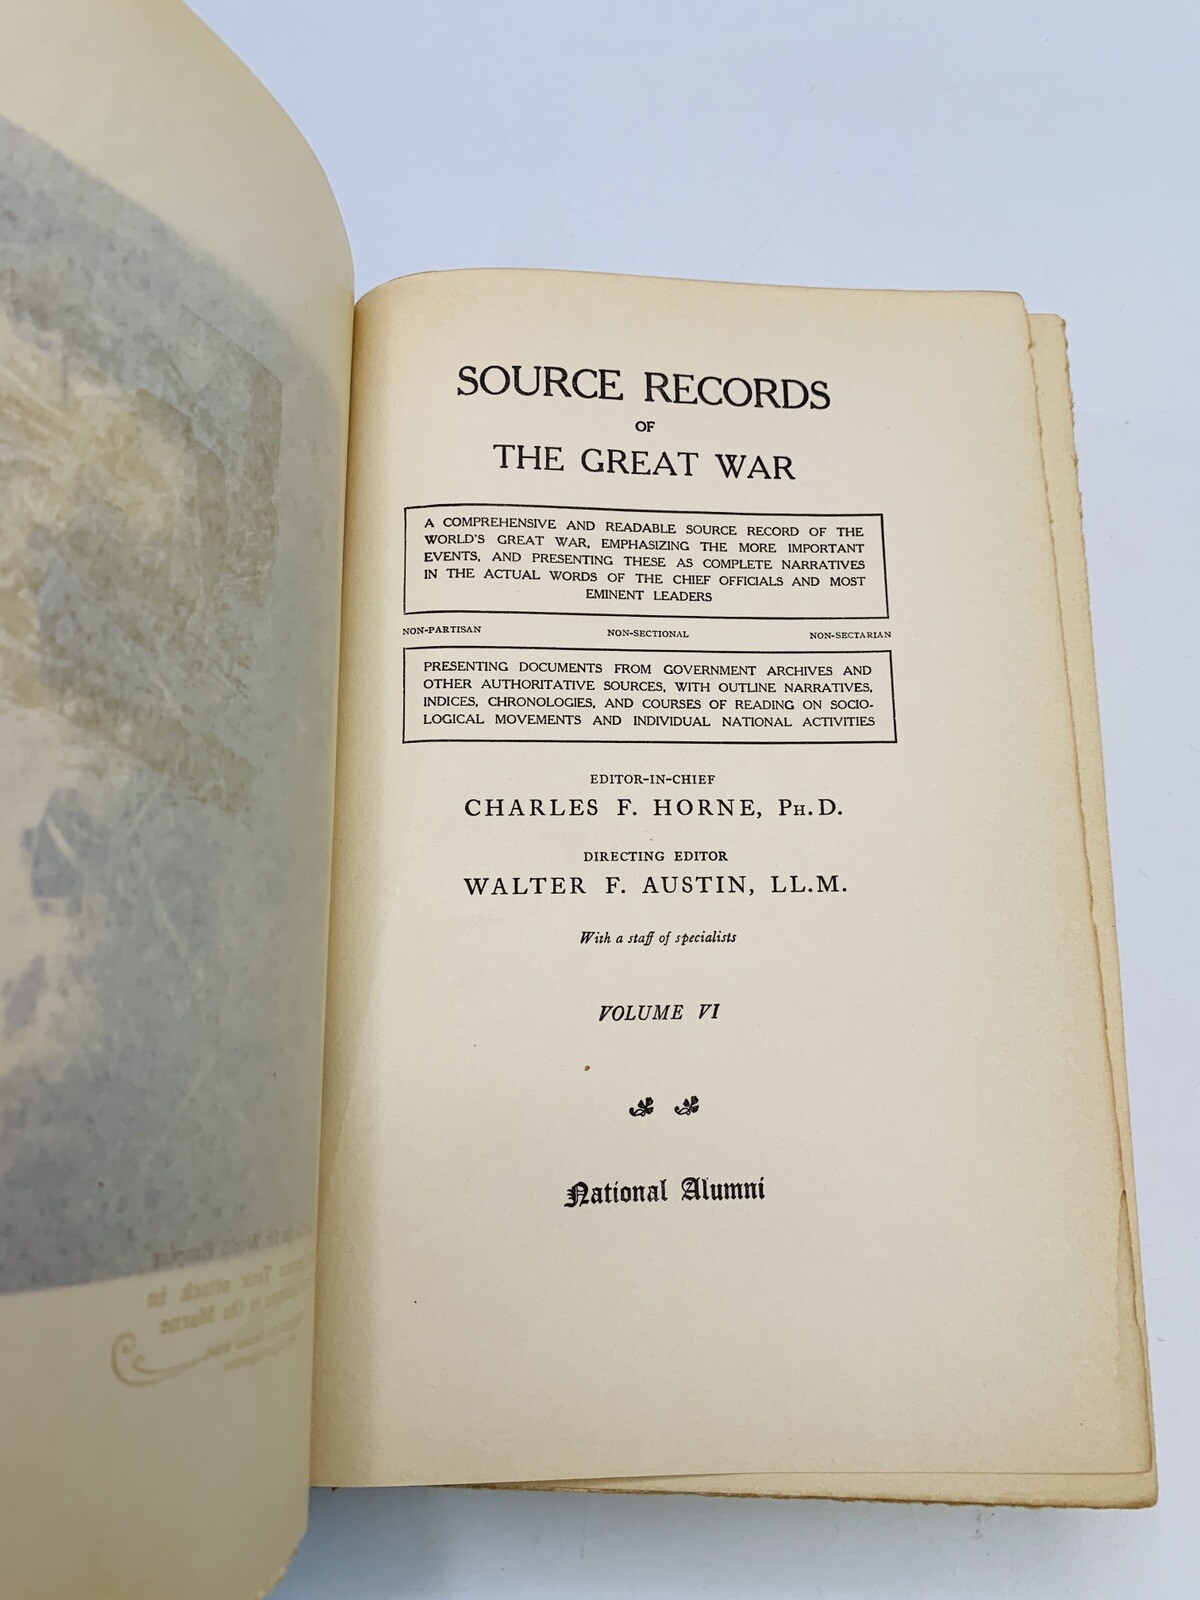 SOURCE RECORDS
OF
THE GREAT WAR
A COMPREHENSIVE AND READABLE SOURCE RECORD OF THE
WORLD'S GREAT WAR, EMPHASIZING THE MORE IMPORTANT
EVENTS, AND PRESENTING THESE AS COMPLETE NARRATIVES
IN THE ACTUAL WORDS OF THE CHIEF OFFICIALS AND MOST
EMINENT LEADERS
NON-PARTISAN NON-SECTIONAL NON-SECTARIAN
PRESENTING DOCUMENTS FROM GOVERNMENT ARCHIVES AND
OTHER AUTHORITATIVE SOURCES, WITH OUTLINE NARRATIVES,
INDICES, CHRONOLOGIES, AND COURSES OF READING ON SOCIO-
LOGICAL MOVEMENTS AND INDIVIDUAL NATIONAL ACTIVITIES
EDITOR-IN-CHIEF
CHARLES F. HORNE, Ph.D.
DIRECTING EDITOR
WALTER F. AUSTIN, LL.M.
With a staff of specialists
VOLUME VI
National Alumni